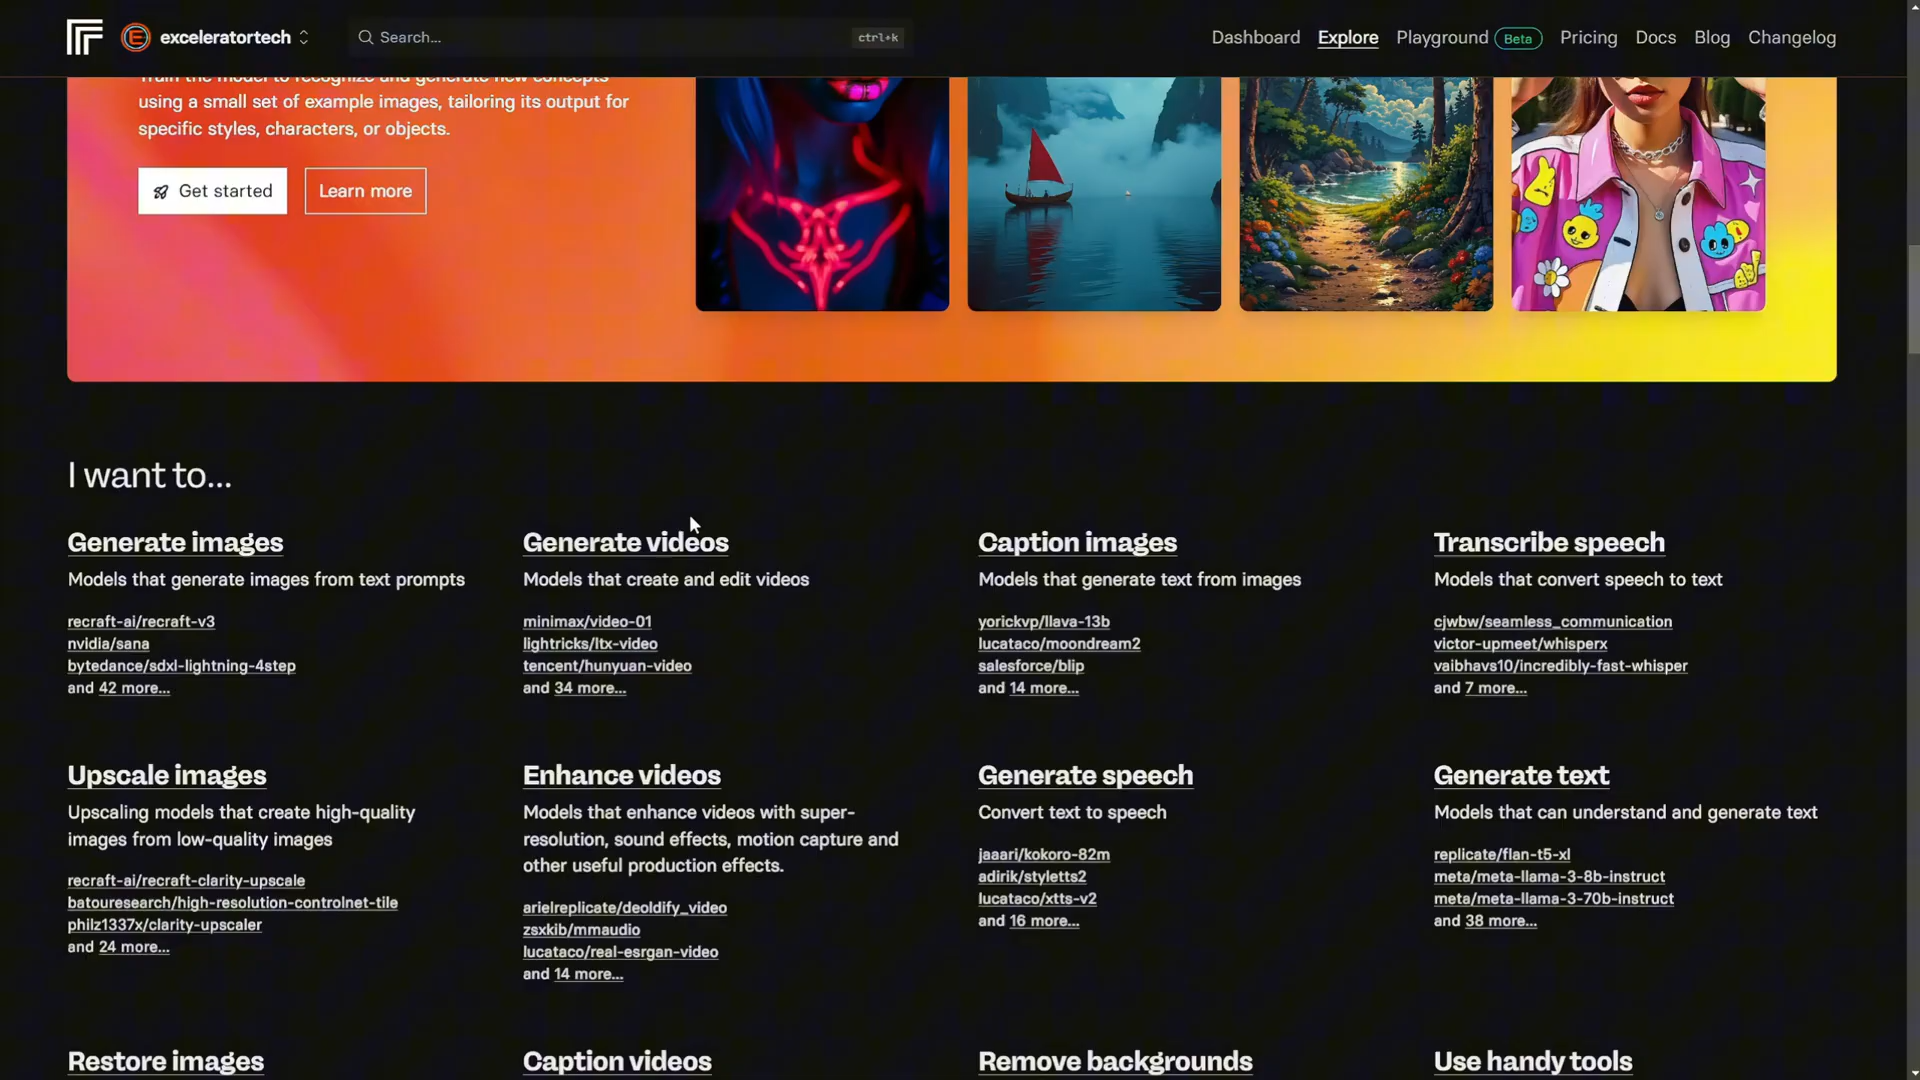 exceleratortech
Search...
ctrl+k
Dashboard
Explore
Playground
Beta
Pricing
Docs
Blog
Changelog
Train the model to recognize and generate new concepts
using a small set of example images, tailoring its output for
specific styles, characters, or objects.
Get started
Learn more
I want to...
Generate images
Models that generate images from text prompts
recraft-ai/recraft-v3
nvidia/sana
bytedance/sdxl-lightning-4step
and 42 more...
Generate videos
Models that create and edit videos
minimax/video-01
lightricks/ltx-video
tencent/hunyuan-video
and 34 more...
Caption images
Models that generate text from images
yorickvp/llava-13b
lucataco/moondream2
salesforce/blip
and 14 more...
Transcribe speech
Models that convert speech to text
cjwbw/seamless_communication
victor-upmeet/whisperx
vaibhavs10/incredibly-fast-whisper
and 7 more...
Upscale images
Upscaling models that create high-quality
images from low-quality images
recraft-ai/recraft-clarity-upscale
batouresearch/high-resolution-controlnet-tile
philz1337x/clarity-upscaler
and 24 more...
Enhance videos
Models that enhance videos with super-
resolution, sound effects, motion capture and
other useful production effects.
arielreplicate/deoldify_video
zsxkib/mmaudio
lucataco/real-esrgan-video
and 14 more...
Generate speech
Convert text to speech
jaaari/kokoro-82m
adirik/styletts2
lucataco/xtts-v2
and 16 more...
Generate text
Models that can understand and generate text
replicate/flan-t5-xl
meta/meta-llama-3-8b-instruct
meta/meta-llama-3-70b-instruct
and 38 more...
Restore images
Caption videos
Remove backgrounds
Use handy tools